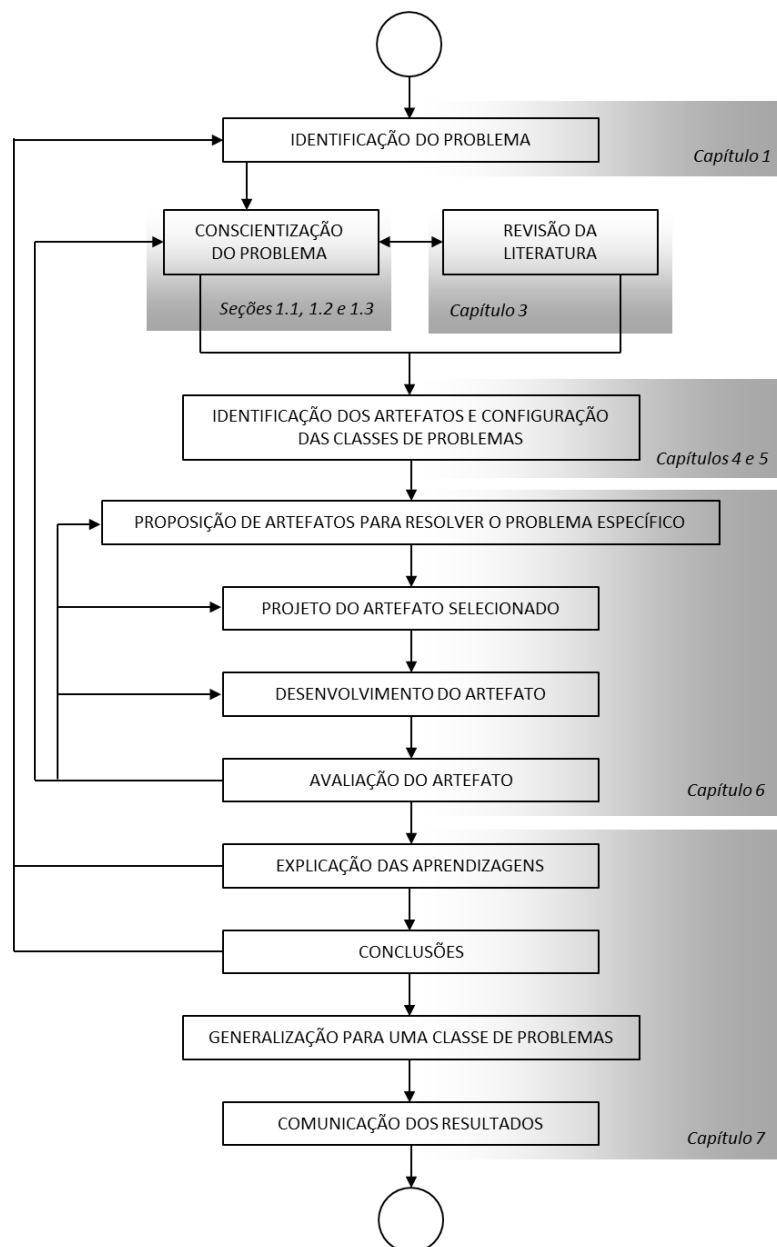 IDENTIFICAÇÃO DO PROBLEMA
Capítulo 1
CONSCIENTIZAÇÃO
DO PROBLEMA
REVISÃO DA
LITERATURA
Seções 1.1, 1.2 e 1.3
Capítulo 3
IDENTIFICAÇÃO DOS ARTEFATOS E CONFIGURAÇÃO
DAS CLASSES DE PROBLEMAS
Capítulos 4 e 5
PROPOSIÇÃO DE ARTEFATOS PARA RESOLVER O PROBLEMA ESPECÍFICO
PROJETO DO ARTEFATO SELECIONADO
DESENVOLVIMENTO DO ARTEFATO
AVALIAÇÃO DO ARTEFATO
Capítulo 6
EXPLICAÇÃO DAS APRENDIZAGENS
CONCLUSÕES
GENERALIZAÇÃO PARA UMA CLASSE DE PROBLEMAS
COMUNICAÇÃO DOS RESULTADOS
Capítulo 7